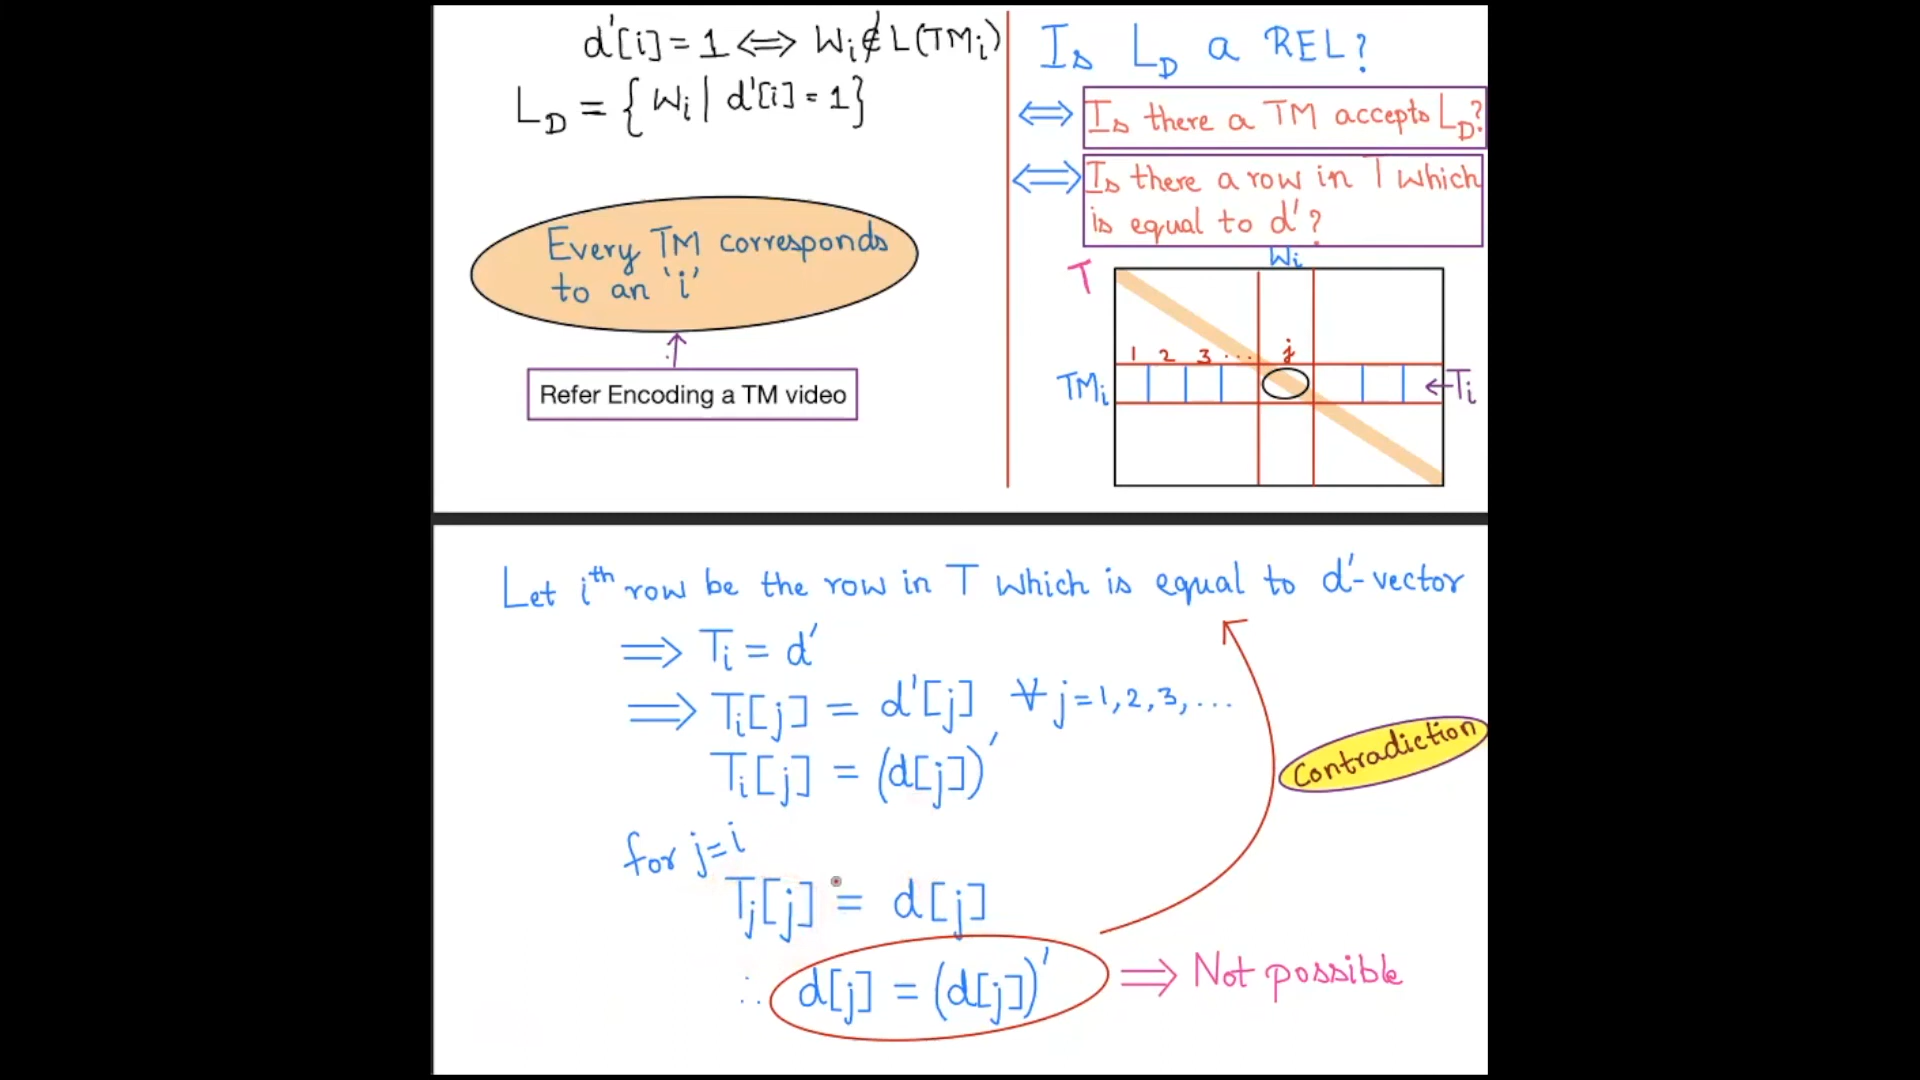 d'[i] = 1 ⟺ Wi ∉ L(TMi)
LD = { Wi | d'[i] = 1}
Every TM corresponds
to an 'i'
Refer Encoding a TM video
Is LD a REL?
⟺ Is there a TM accepts LD?
⟺ Is there a row in T which
is equal to d'?
Wi
T
1 2 3 ... j
TMi
←Ti
Let ith row be the row in T which is equal to d'-vector
⟹ Ti = d'
⟹ Ti[j] = d'[j] ∀ j=1,2,3,...
Ti[j] = (d[j])'
Contradiction
for j=i
Tj[j] = d[j]
∴ d[j] = (d[j])' ⟹ Not possible